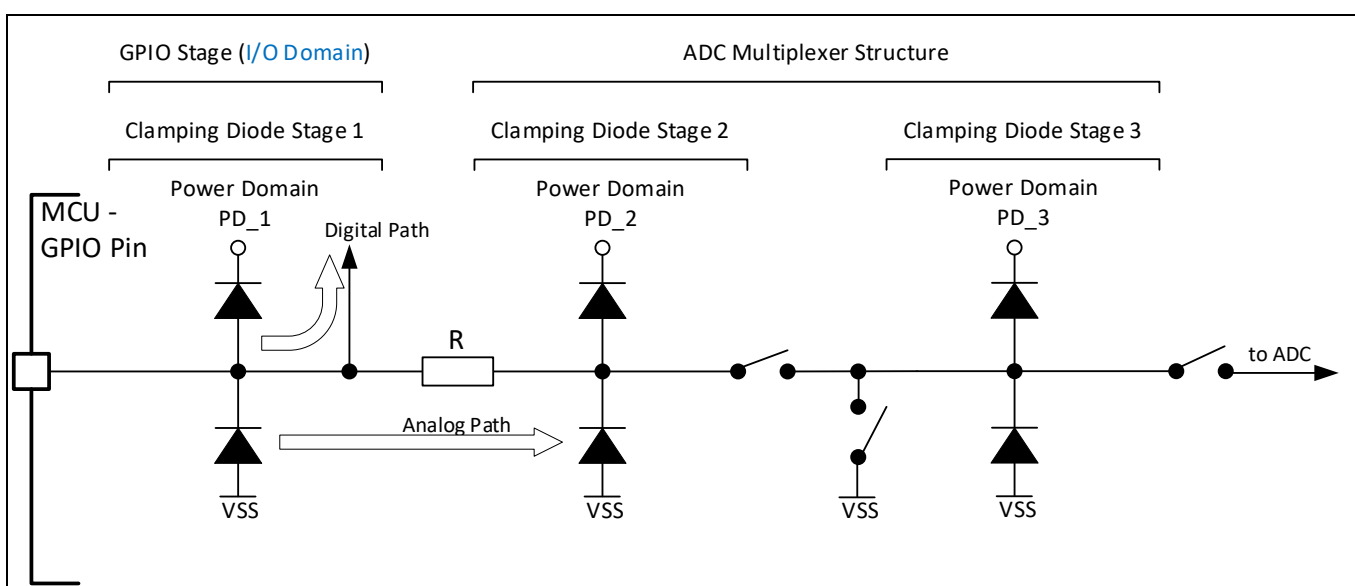 GPIO Stage (I/O Domain)
ADC Multiplexer Structure
Clamping Diode Stage 1
Clamping Diode Stage 2
Clamping Diode Stage 3
Power Domain
PD_1
Power Domain
PD_2
Power Domain
PD_3
MCU -
GPIO Pin
Digital Path
R
to ADC
Analog Path
VSS
VSS
VSS
VSS